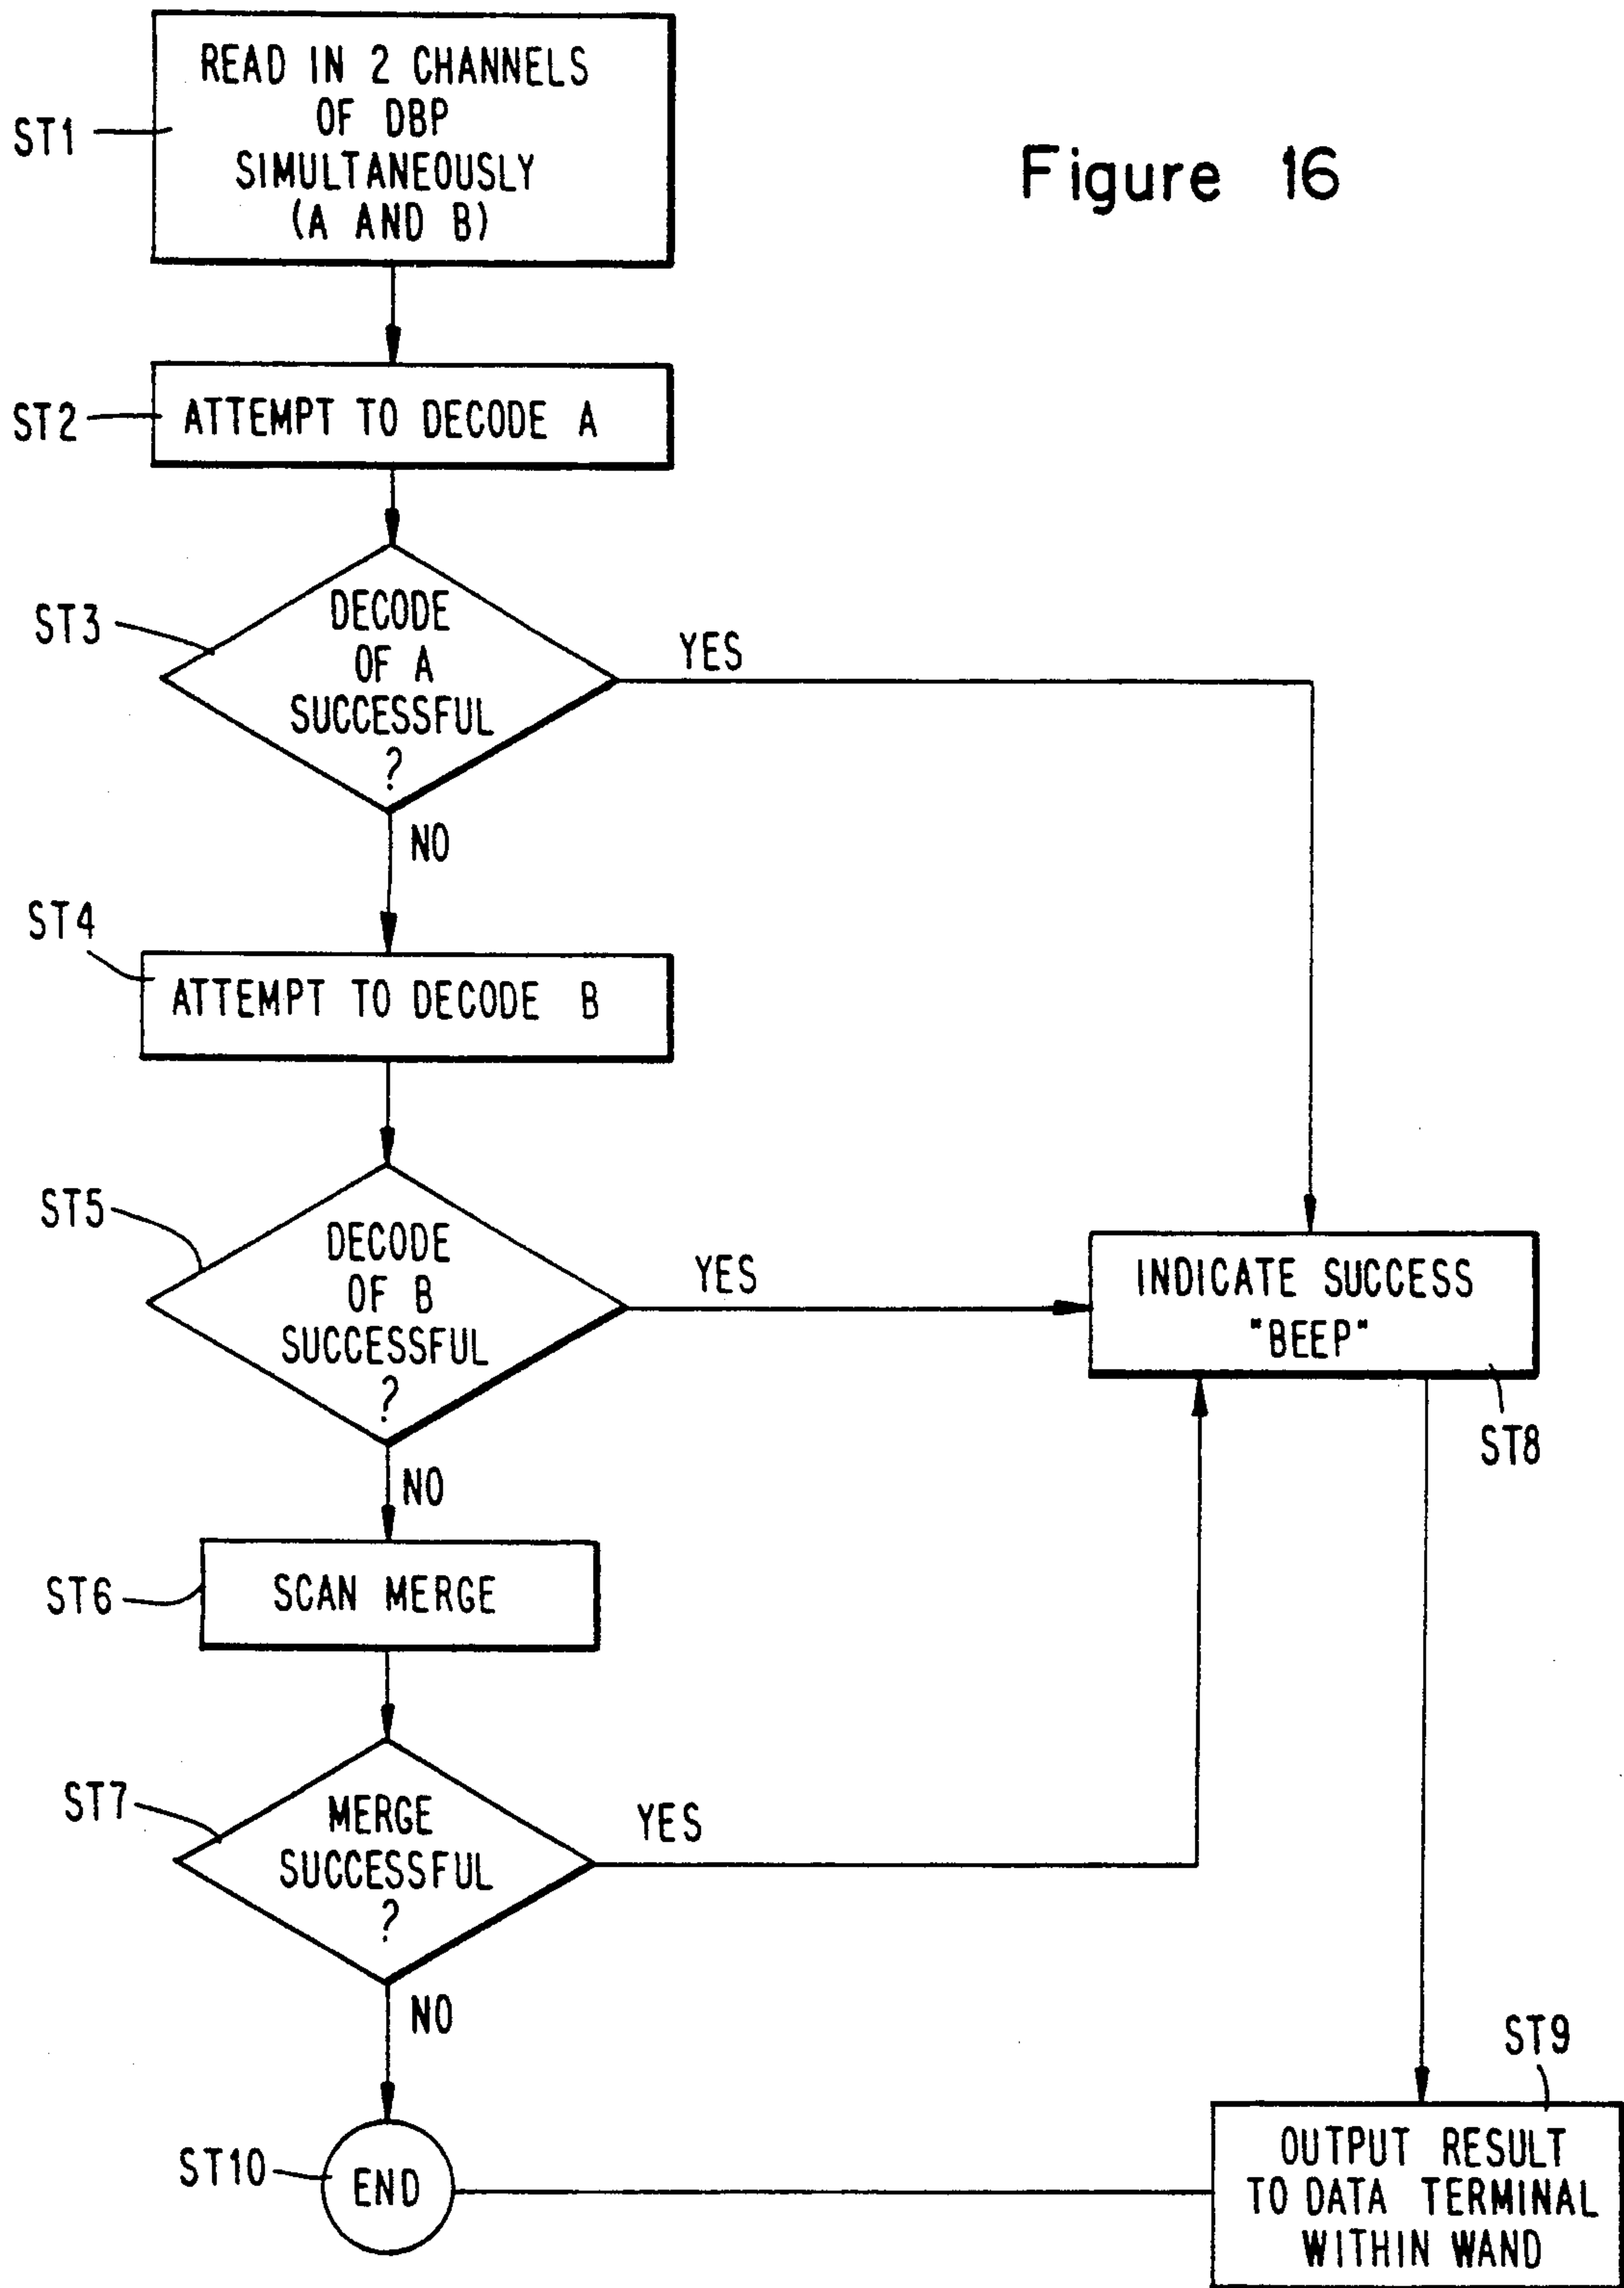 Figure 16
ST1
READ IN 2 CHANNELS
OF DBP
SIMULTANEOUSLY
(A AND B)
ST2
ATTEMPT TO DECODE A
ST3
DECODE
OF A
SUCCESSFUL
?
YES
NO
ST4
ATTEMPT TO DECODE B
ST5
DECODE
OF B
SUCCESSFUL
?
YES
NO
INDICATE SUCCESS
"BEEP"
ST8
ST6
SCAN MERGE
ST7
MERGE
SUCCESSFUL
?
YES
NO
ST9
OUTPUT RESULT
TO DATA TERMINAL
WITHIN WAND
ST10
END